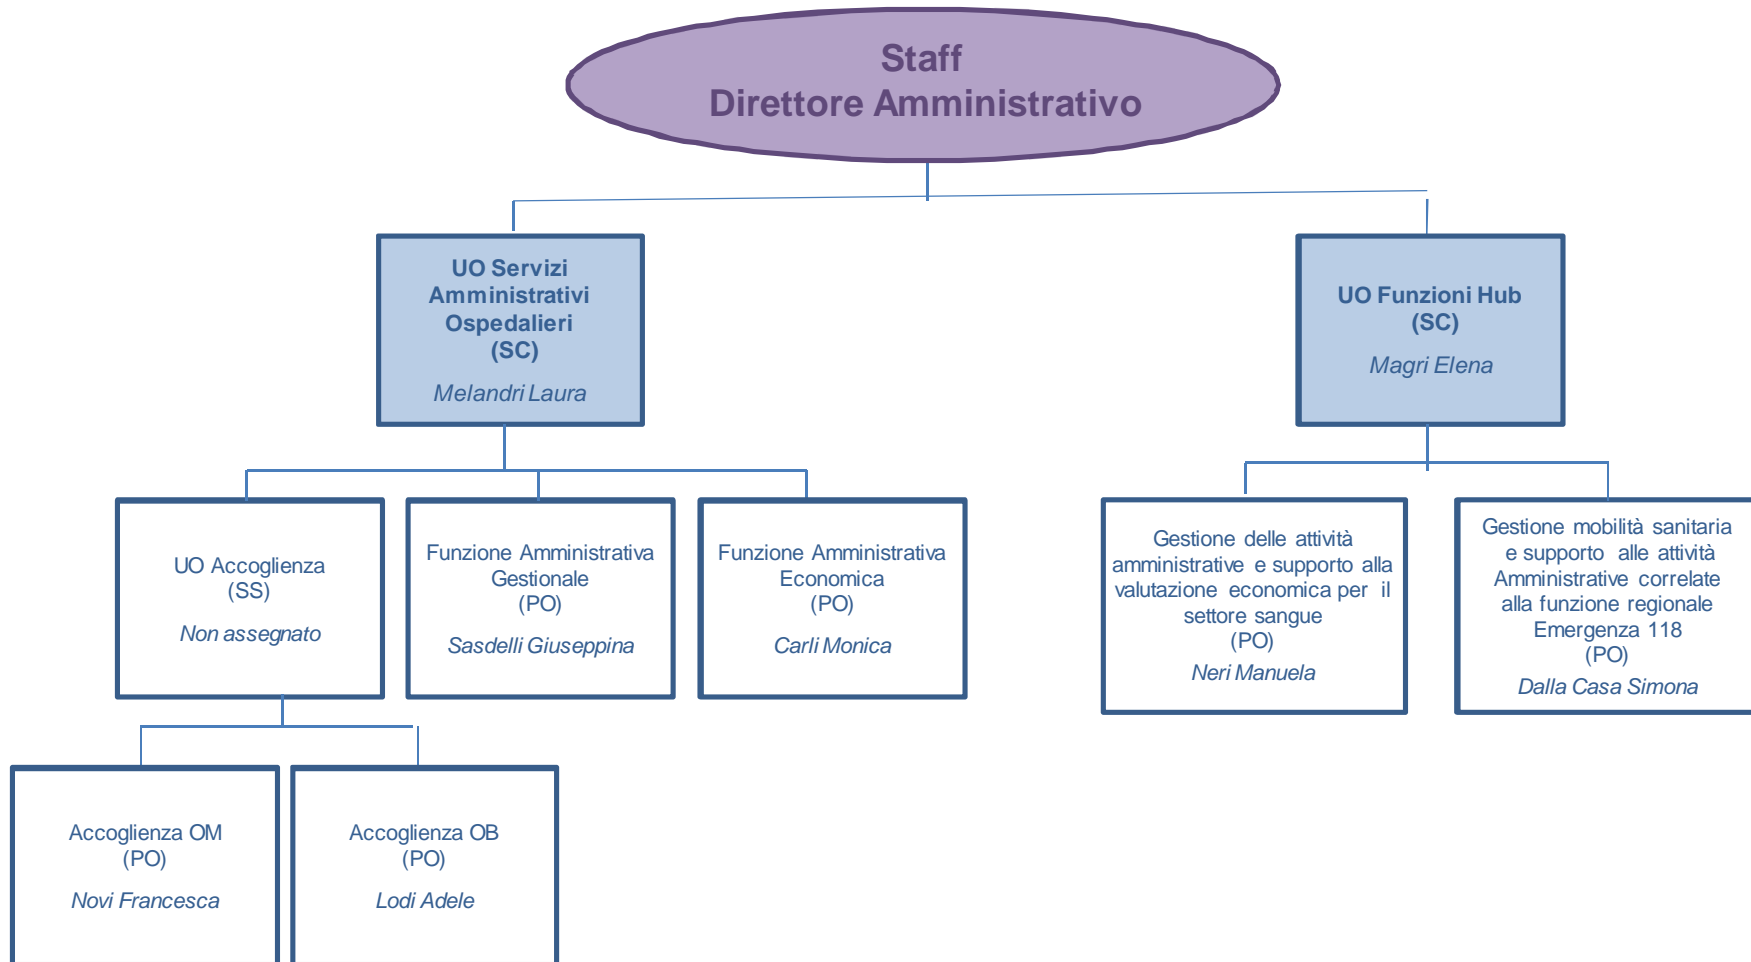 Staff
Direttore Amministrativo
UO Servizi
Amministrativi
Ospedalieri
(SC)
Melandri Laura
UO Funzioni Hub
(SC)
Magri Elena
UO Accoglienza
(SS)
Non assegnato
Funzione Amministrativa
Gestionale
(PO)
Sasdelli Giuseppina
Funzione Amministrativa
Economica
(PO)
Carli Monica
Gestione delle attività
amministrative e supporto alla
valutazione economica per il
settore sangue
(PO)
Neri Manuela
Gestione mobilità sanitaria
e supporto alle attività
Amministrative correlate
alla funzione regionale
Emergenza 118
(PO)
Dalla Casa Simona
Accoglienza OM
(PO)
Novi Francesca
Accoglienza OB
(PO)
Lodi Adele